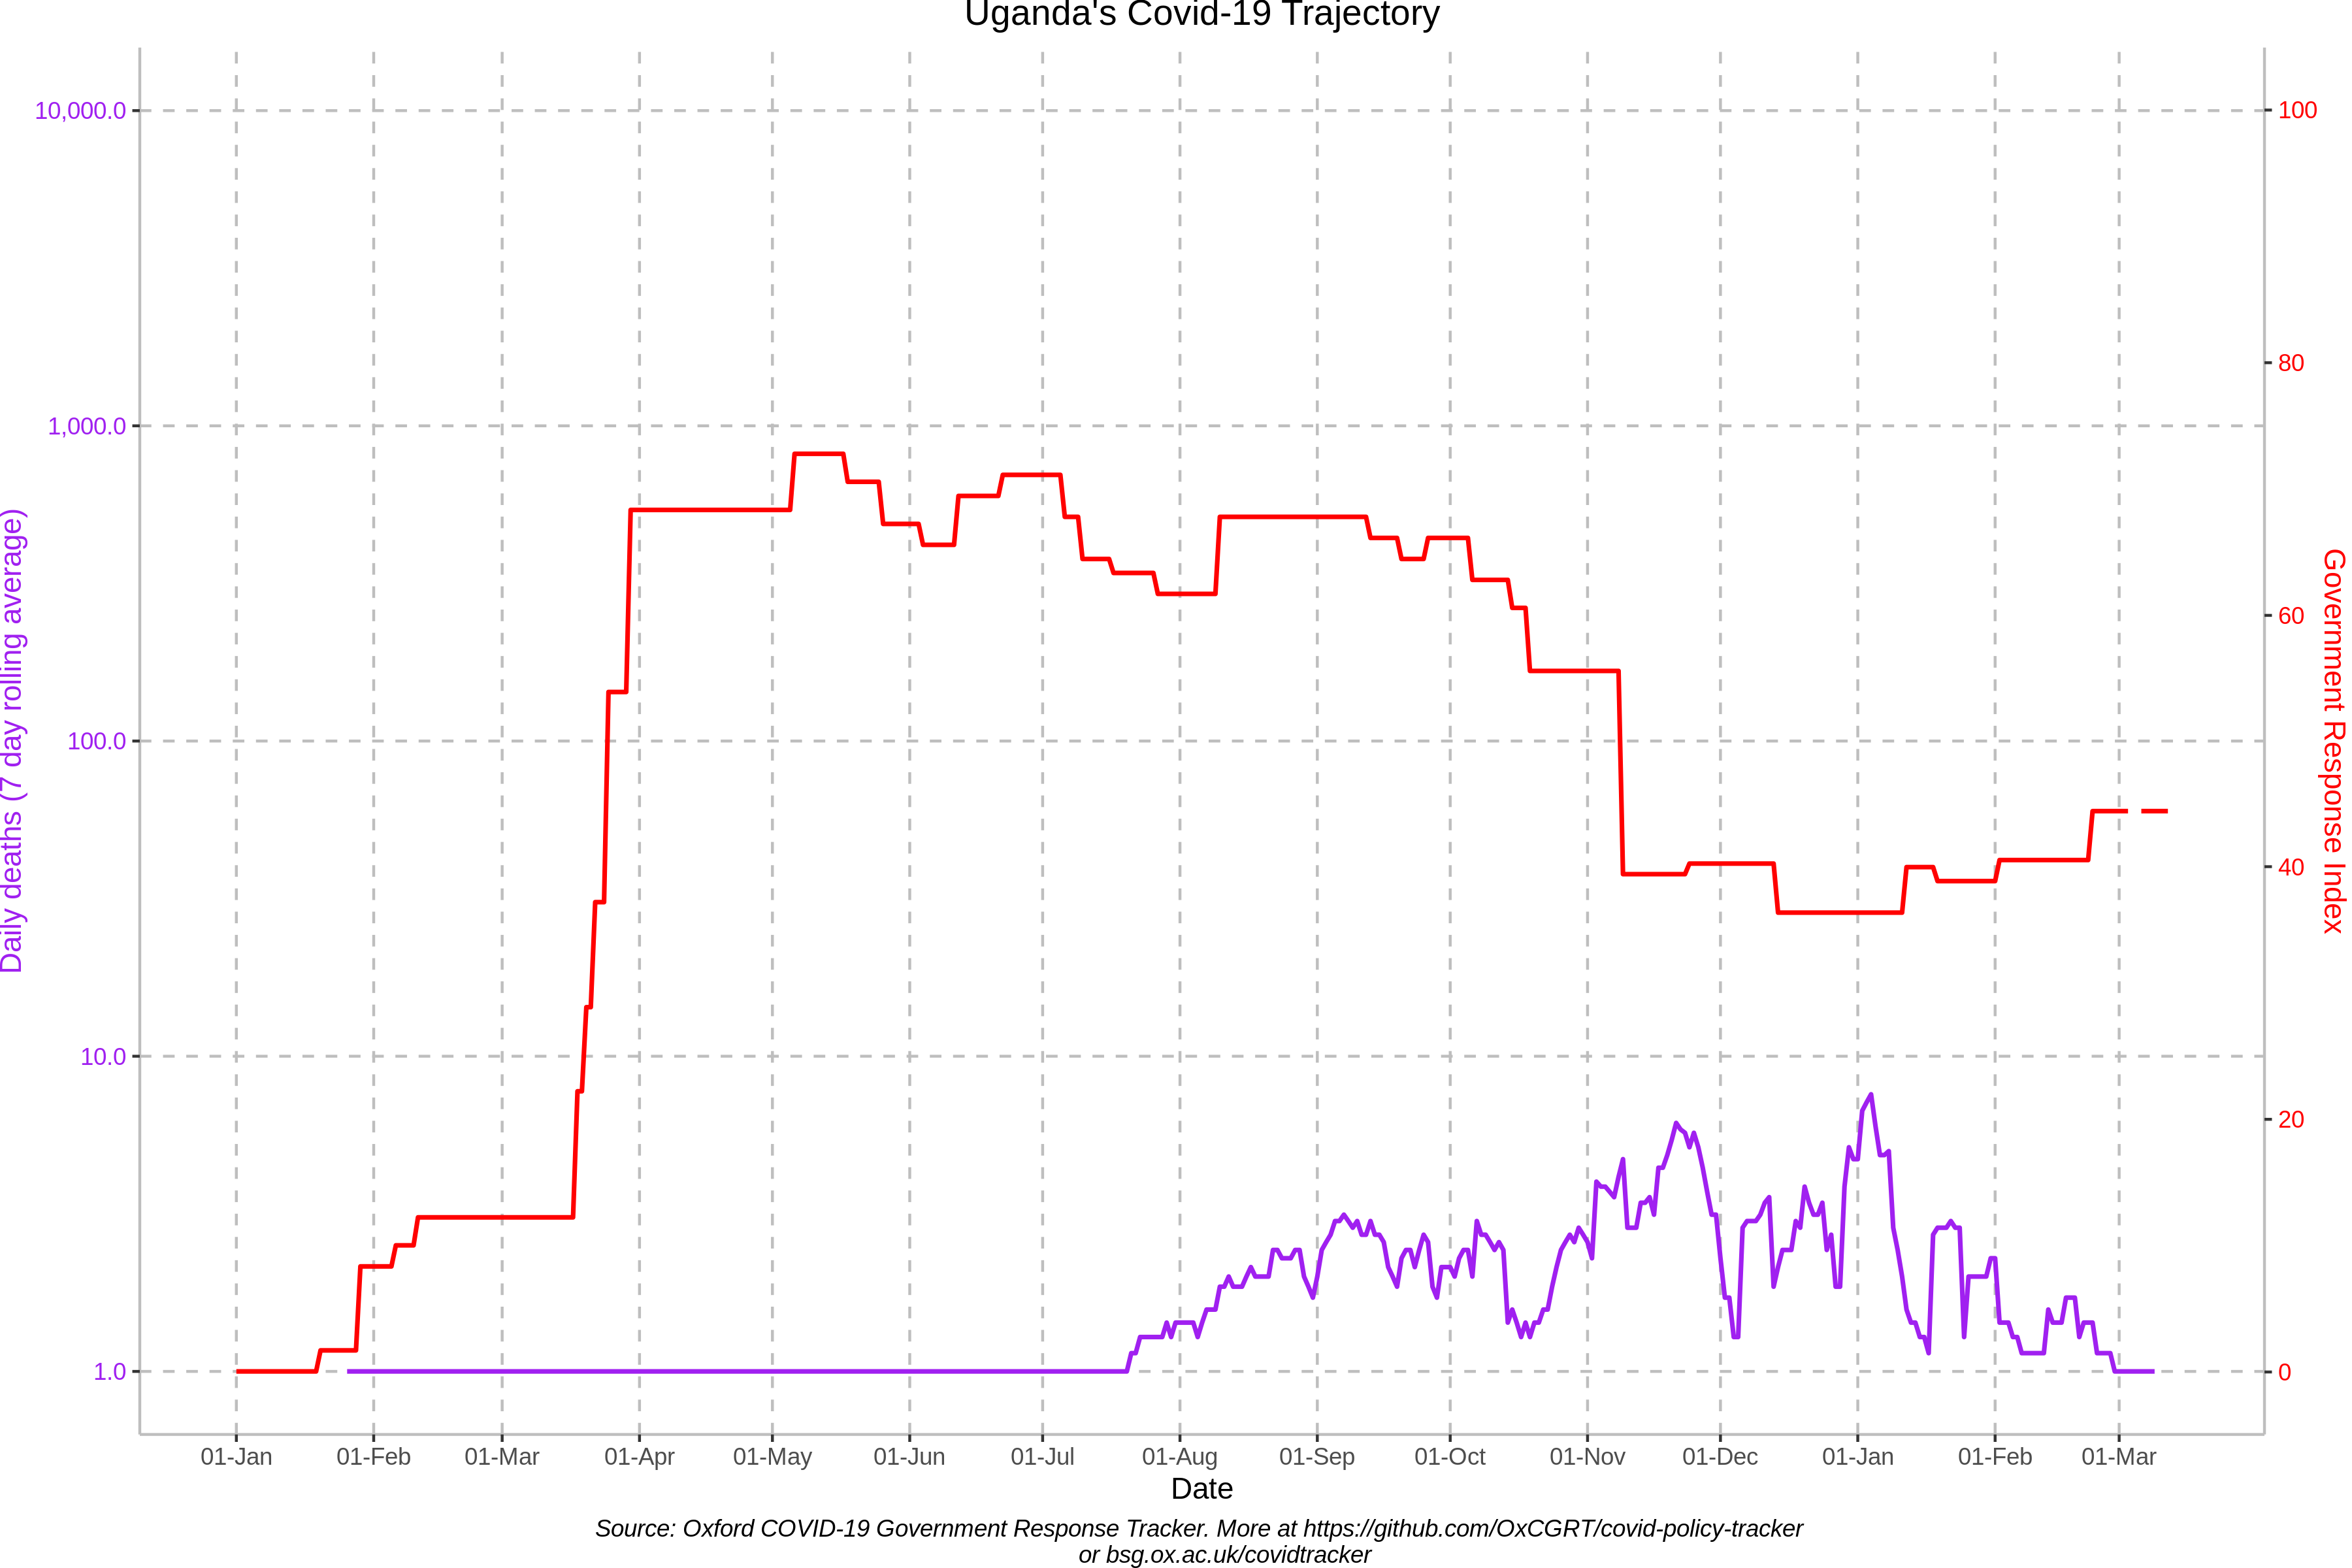 Uganda's Covid-19 Trajectory
10,000.0
1,000.0
100.0
10.0
1.0
Daily deaths (7 day rolling average)
100
80
60
40
20
0
Government Response Index
01-Jan
01-Feb
01-Mar
01-Apr
01-May
01-Jun
01-Jul
01-Aug
01-Sep
01-Oct
01-Nov
01-Dec
01-Jan
01-Feb
01-Mar
Date
Source: Oxford COVID-19 Government Response Tracker. More at https://github.com/OxCGRT/covid-policy-tracker
or bsg.ox.ac.uk/covidtracker